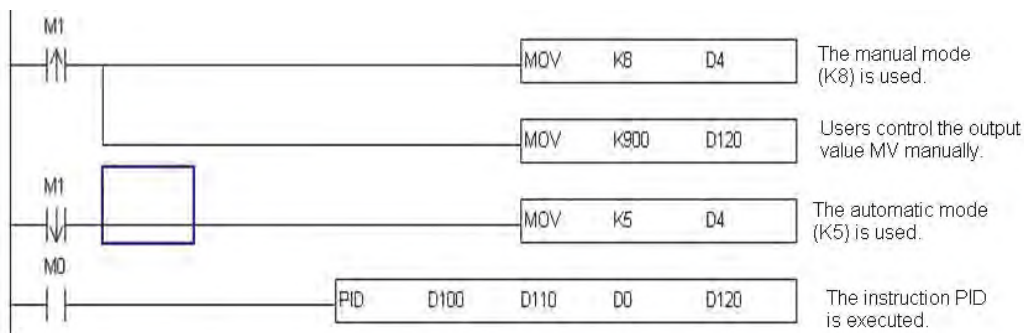 M1
MOV K8 D4
The manual mode
(K8) is used.
MOV K900 D120
Users control the output
value MV manually.
M1
MOV K5 D4
The automatic mode
(K5) is used.
M0
PID D100 D110 D0 D120
The instruction PID
is executed.